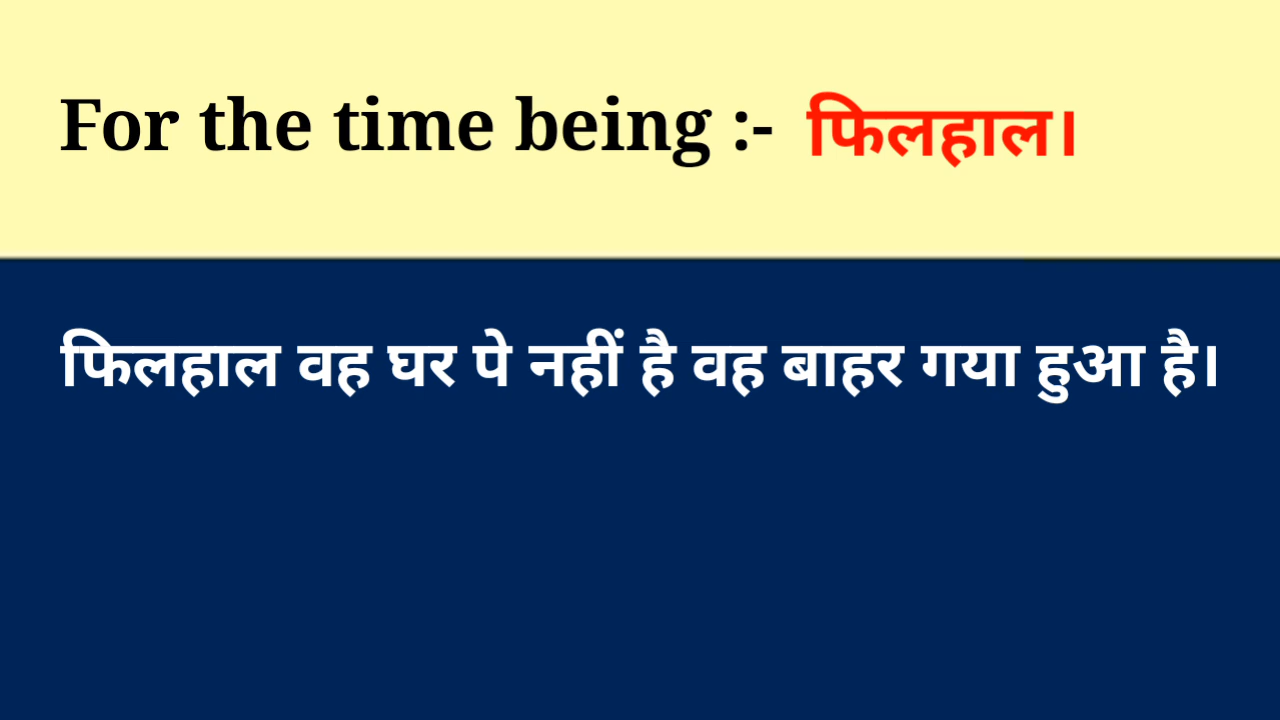 For the time being :- फिलहाल।
फिलहाल वह घर पे नहीं है वह बाहर गया हुआ है।